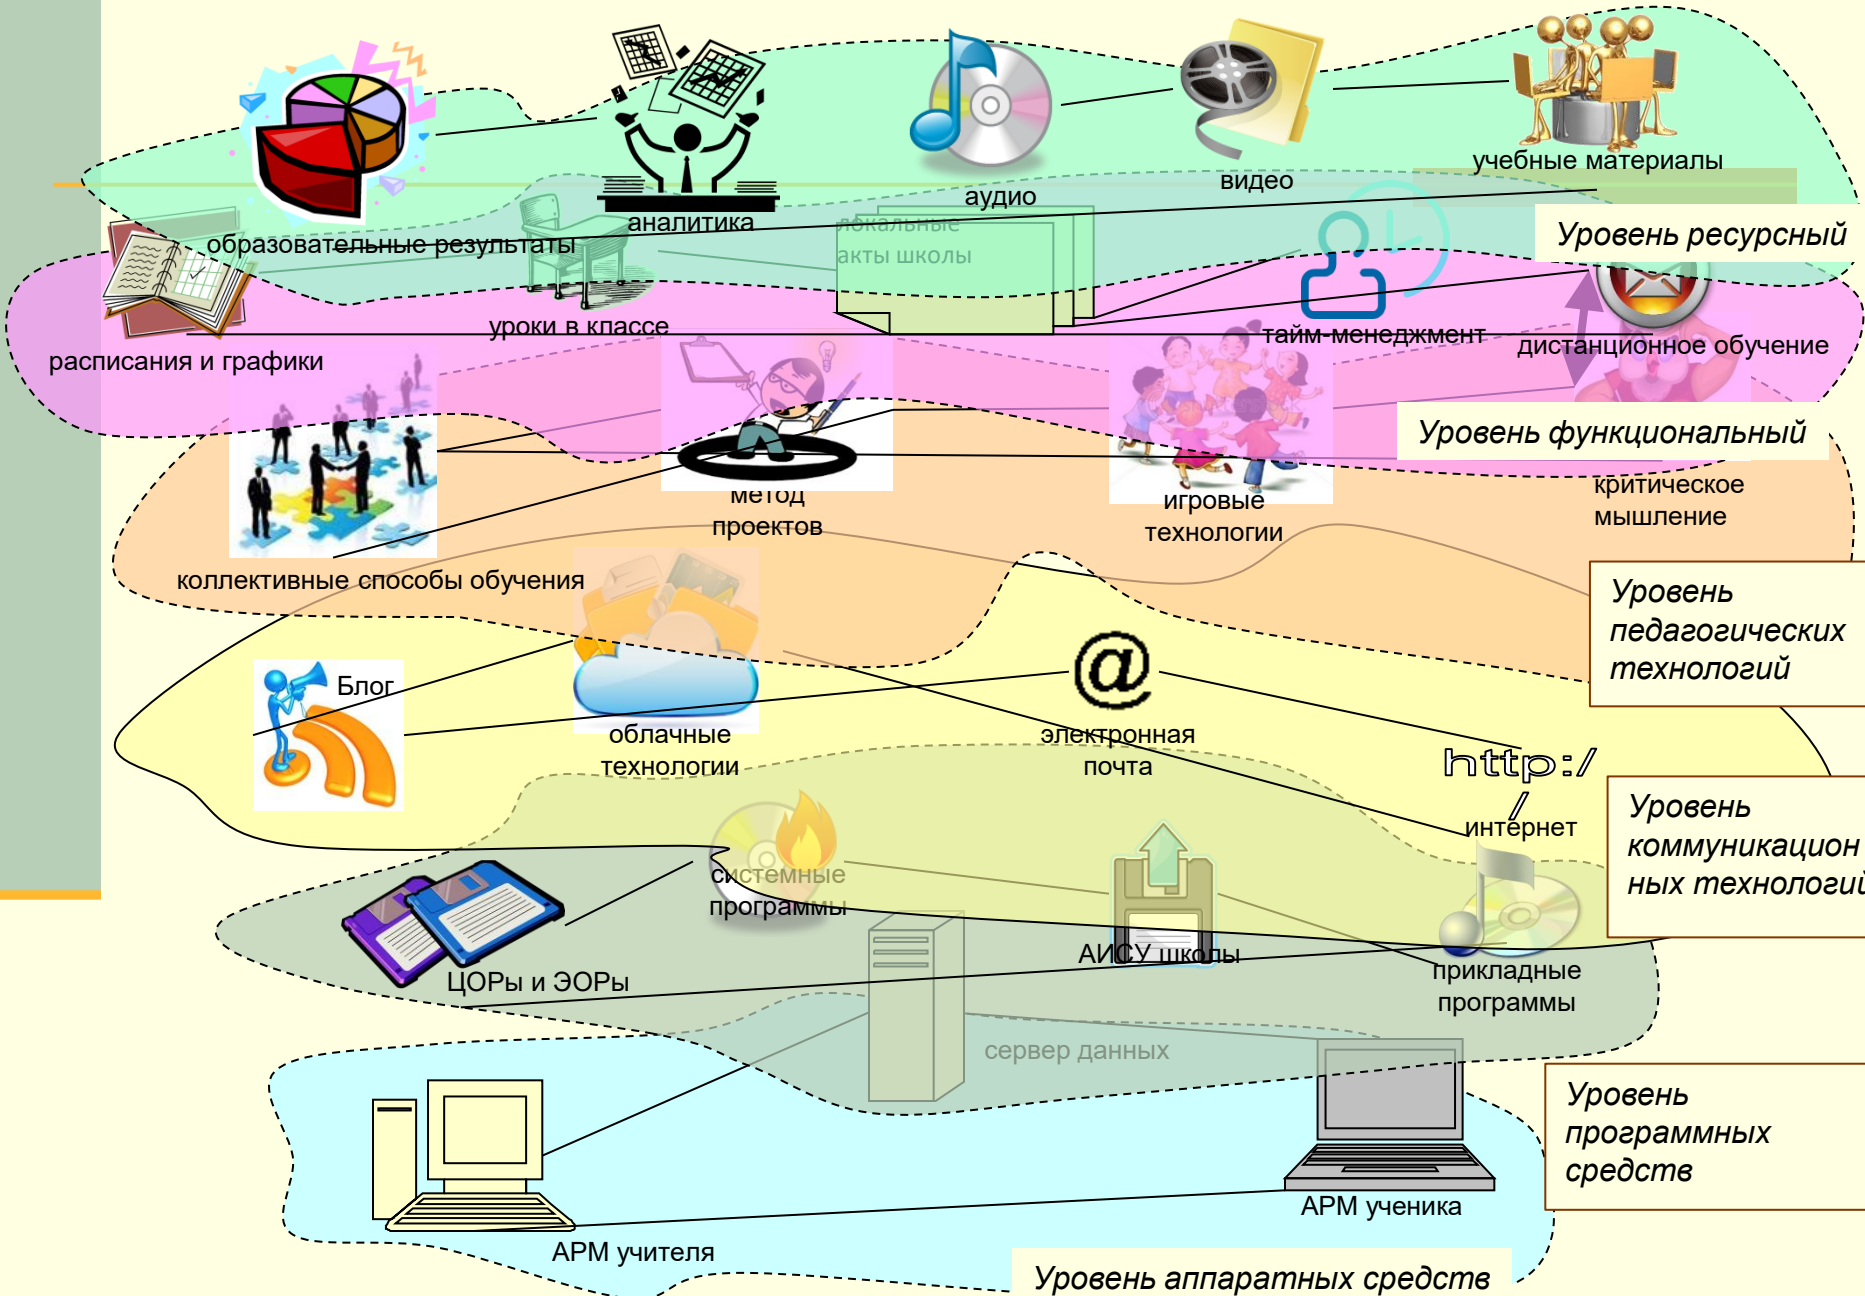 учебные материалы
видео
аудио
аналитика
локальные
акты школы
образовательные результаты
Уровень ресурсный
уроки в классе
тайм-менеджмент
дистанционное обучение
расписания и графики
Уровень функциональный
метод
проектов
игровые
технологии
критическое
мышление
коллективные способы обучения
Уровень
педагогических
технологий
Блог
@
облачные
технологии
электронная
почта
http:/
/
интернет
Уровень
коммуникацион
ных технологий
системные
программы
АИСУ школы
ЦОРы и ЭОРы
прикладные
программы
сервер данных
Уровень
программных
средств
АРМ ученика
АРМ учителя
Уровень аппаратных средств